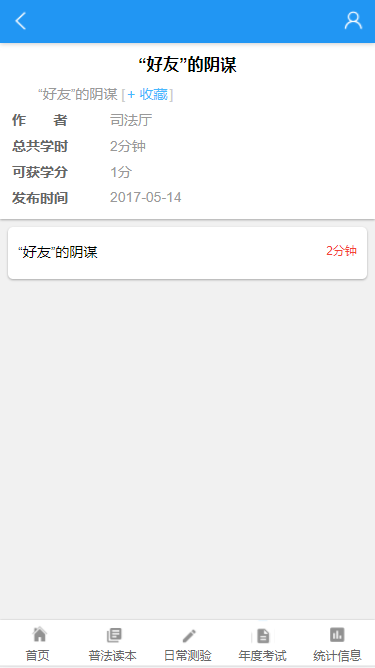 “好友”的阴谋
“好友”的阴谋 [+ 收藏]
作 者 司法厅
总共学时 2分钟
可获学分 1分
发布时间 2017-05-14
“好友”的阴谋 2分钟
首页 普法读本 日常测验 年度考试 统计信息